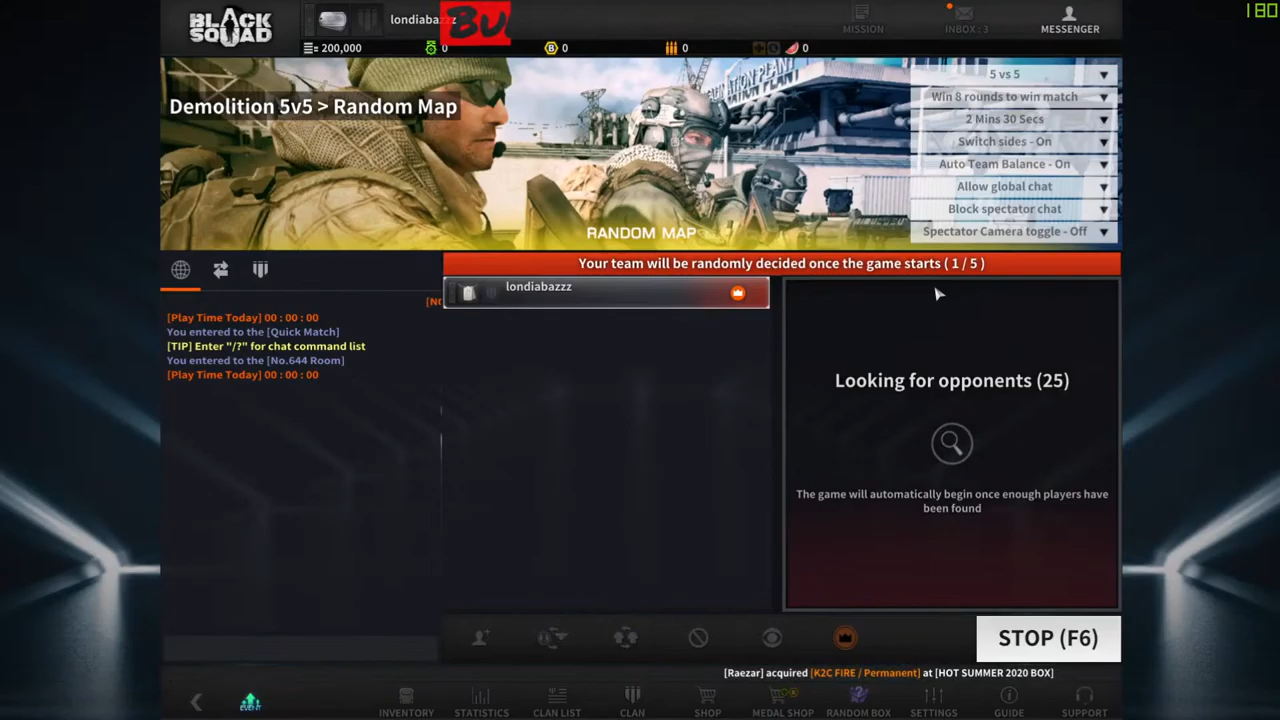 BLACK SQUAD
londiabazzz
BU
MISSION
INBOX : 3
MESSENGER
180
200,000
0
0
0
0
Demolition 5v5 > Random Map
5 vs 5
Win 8 rounds to win match
2 Mins 30 Secs
Switch sides - On
Auto Team Balance - On
Allow global chat
Block spectator chat
Spectator Camera toggle - Off
RANDOM MAP
Your team will be randomly decided once the game starts ( 1 / 5 )
londiabazzz
[NO
[Play Time Today] 00 : 00 : 00
You entered to the [Quick Match]
[TIP] Enter "/?" for chat command list
You entered to the [No.644 Room]
[Play Time Today] 00 : 00 : 00
Looking for opponents (25)
The game will automatically begin once enough players have
been found
STOP (F6)
[Raezar] acquired [K2C FIRE / Permanent] at [HOT SUMMER 2020 BOX]
EVENT
INVENTORY
STATISTICS
CLAN LIST
CLAN
SHOP
MEDAL SHOP
RANDOM BOX
SETTINGS
GUIDE
SUPPORT